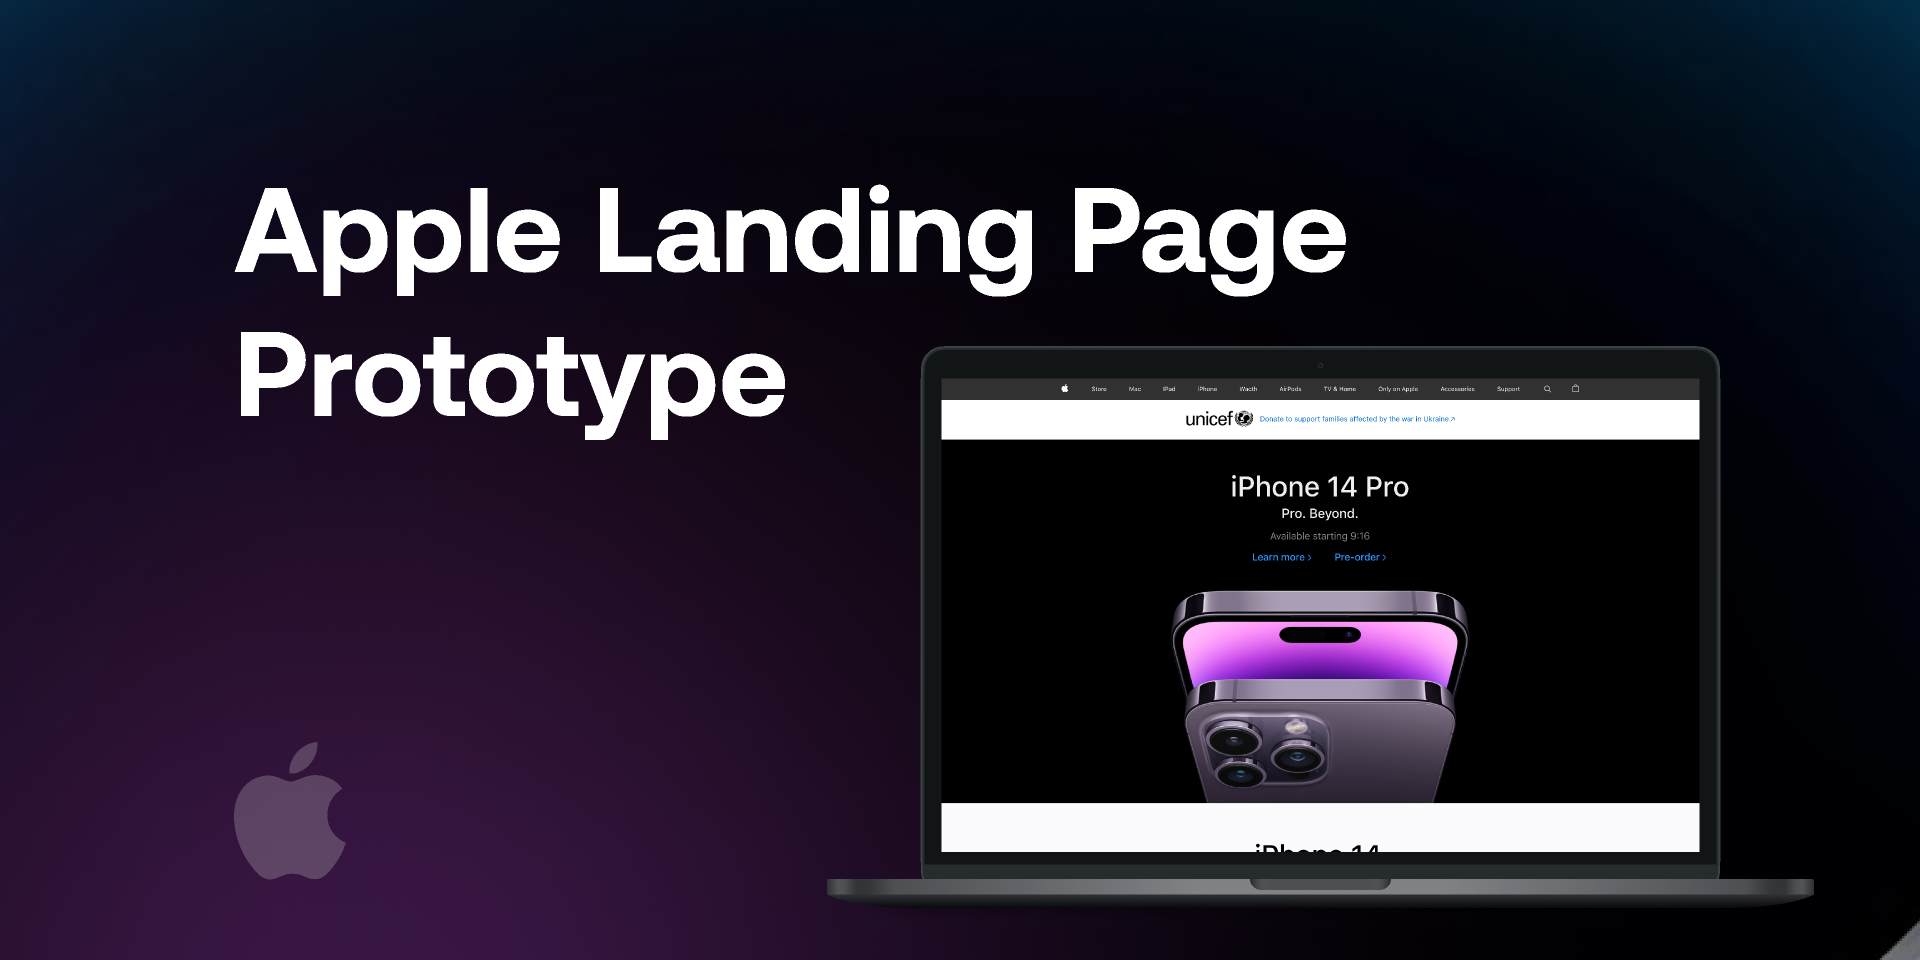 Apple Landing Page
Prototype
Store Mac iPad iPhone Wacth AirPods TV & Home Only on Apple Accessories Support
unicef Donate to support families affected by the war in Ukraine↗
iPhone 14 Pro
Pro. Beyond.
Available starting 9:16
Learn more > Pre-order >
iPhone 14